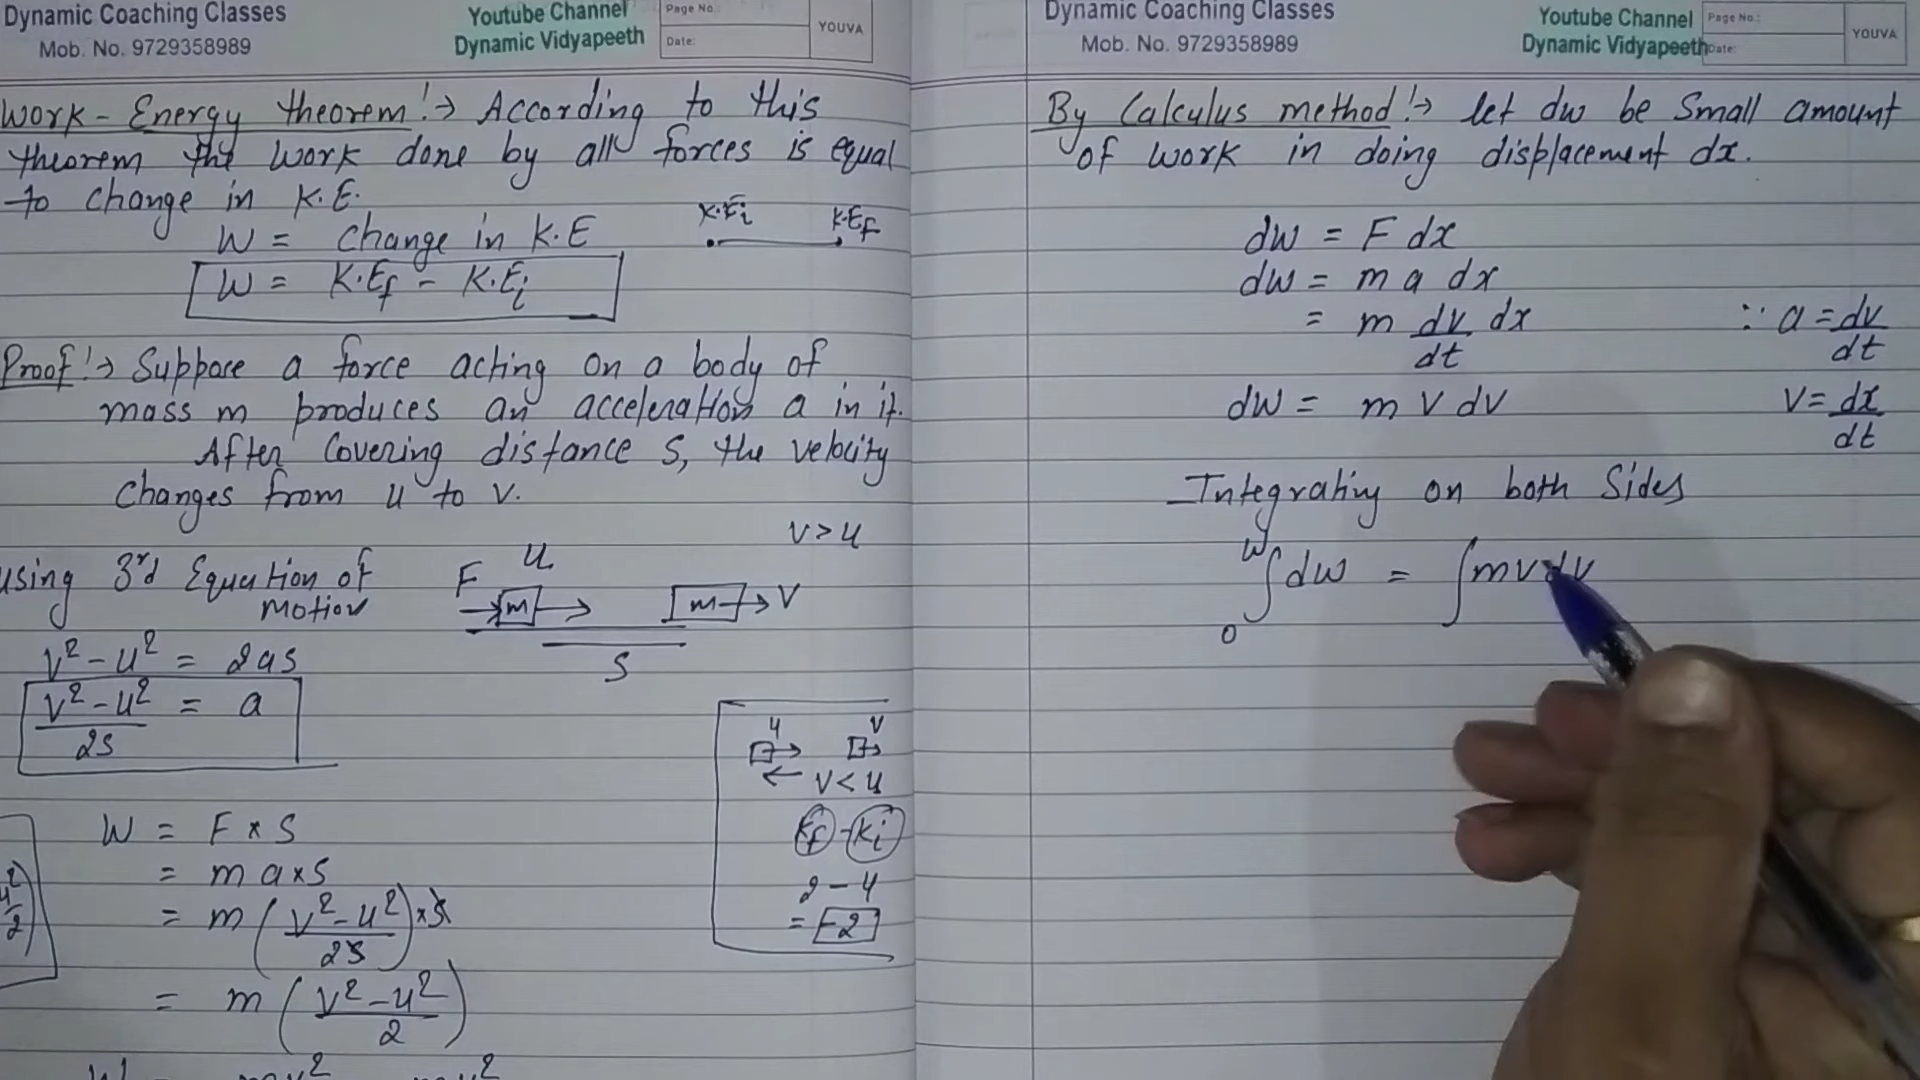 Dynamic Coaching Classes
Mob. No. 9729358989
Youtube Channel
Dynamic Vidyapeeth
Page No.:
Date:
YOUVA
Work-Energy theorem:→ According to this
theorem the work done by all forces is equal
to change in K.E.
W = change in K.E
W = K.Ef - K.Ei
K.Ei K.Ef
Proof:→ Suppose a force acting on a body of
mass m produces an acceleration a in it.
After Covering distance S, the velocity
changes from u to v.
v > u
using 3rd Equation of
motion
F u
m m → v
S
v² - u² = 2as
v² - u² / 2s = a
u v
v < u
Kf - Ki
2 - 4
= -2
W = F × S
= m a × s
= m (v² - u² / 2s) × s
= m (v² - u² / 2)
Dynamic Coaching Classes
Mob. No. 9729358989
Youtube Channel
Dynamic Vidyapeeth
Page No.:
Date:
YOUVA
By Calculus method:→ let dw be small amount
of work in doing displacement dx.
dw = F dx
dw = m a dx
= m dv/dt dx ∵ a = dv/dt
dw = m v dv v = dx/dt
Integrating on both sides
∫₀ʷ dw = ∫ mv dv